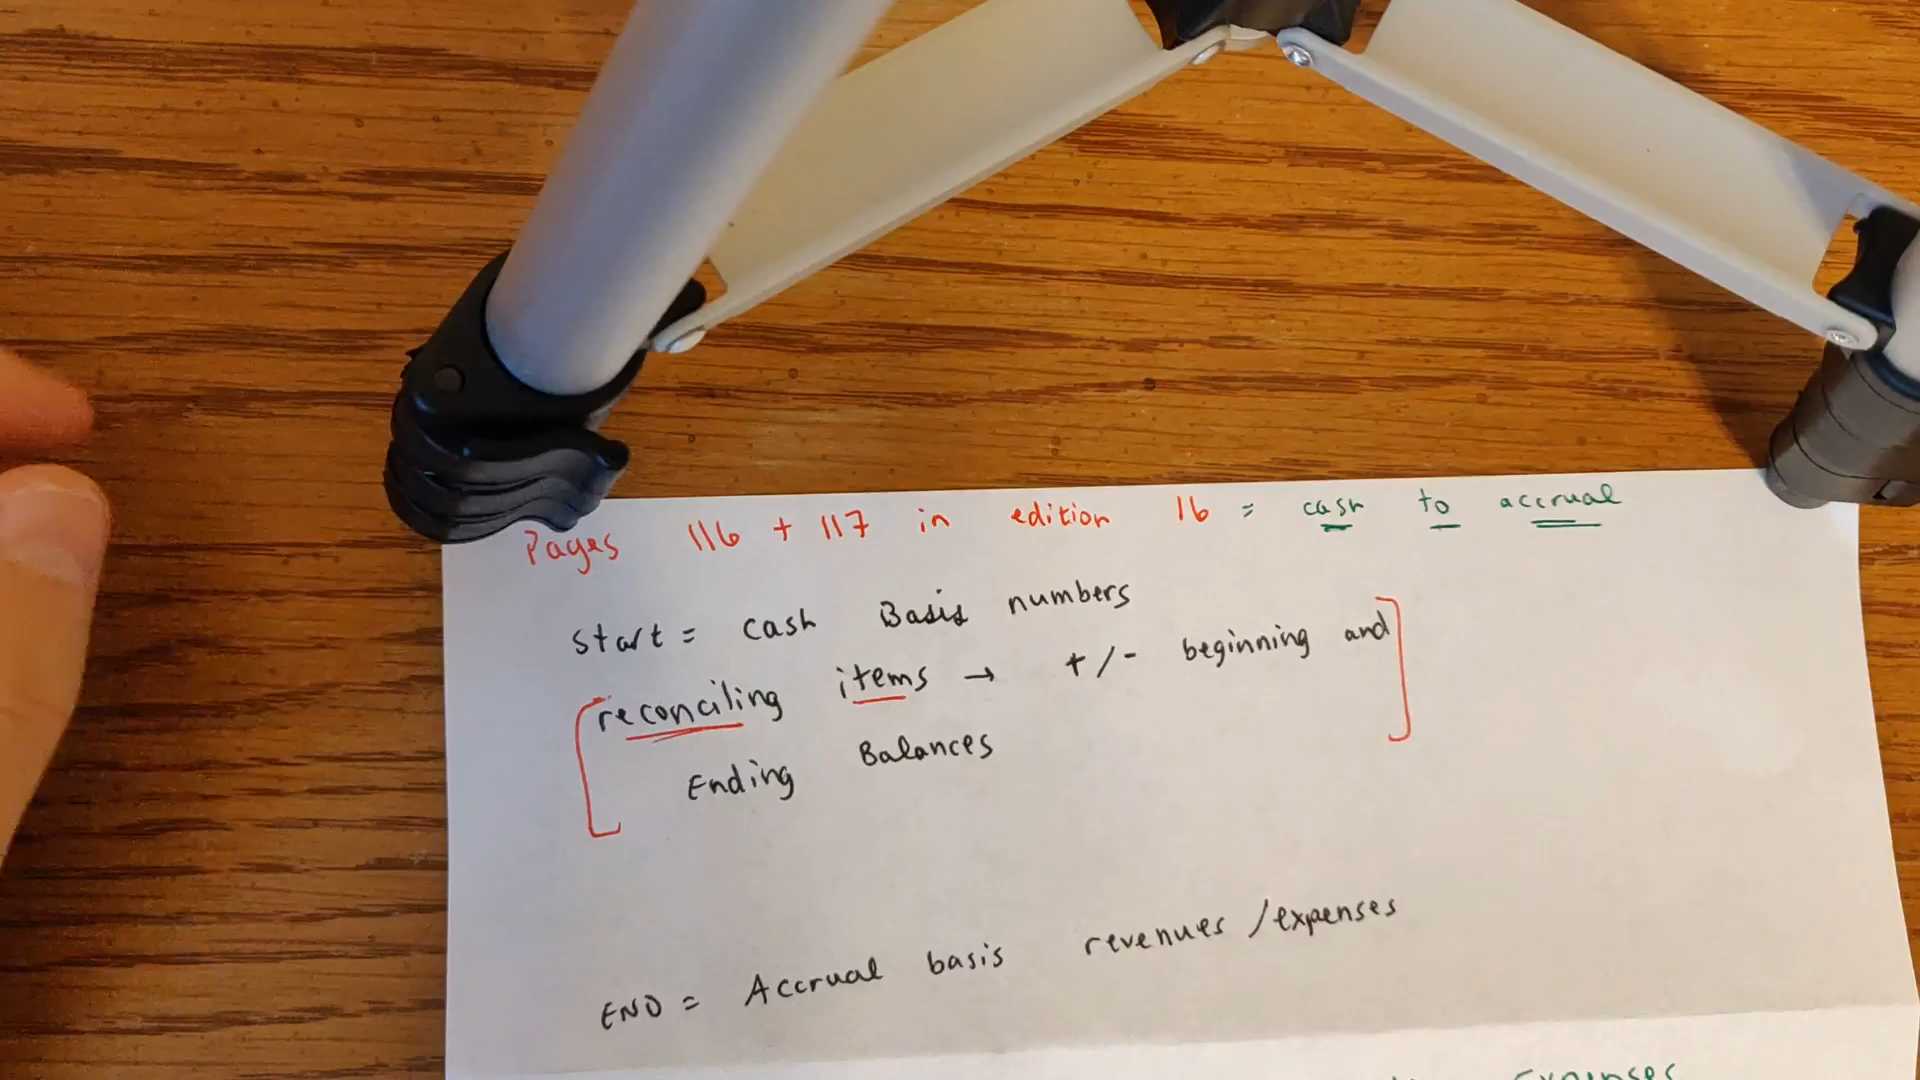 Pages 116 + 117 in edition 16 = cash to accrual
start = cash Basis numbers
reconciling items → +/- beginning and
Ending Balances
END = Accrual basis revenues/expenses
Expenses